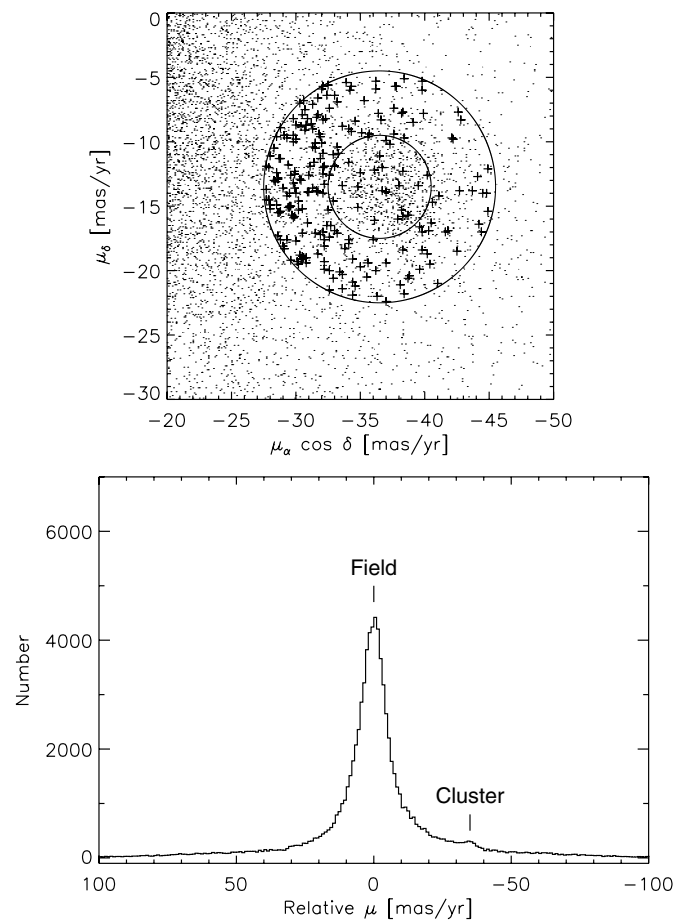 0
−5
−10
−15
−20
−25
−30
μδ [mas/yr]
−20 −25 −30 −35 −40 −45 −50
μα cos δ [mas/yr]
6000
4000
2000
0
Number
Field
Cluster
100 50 0 −50 −100
Relative μ [mas/yr]